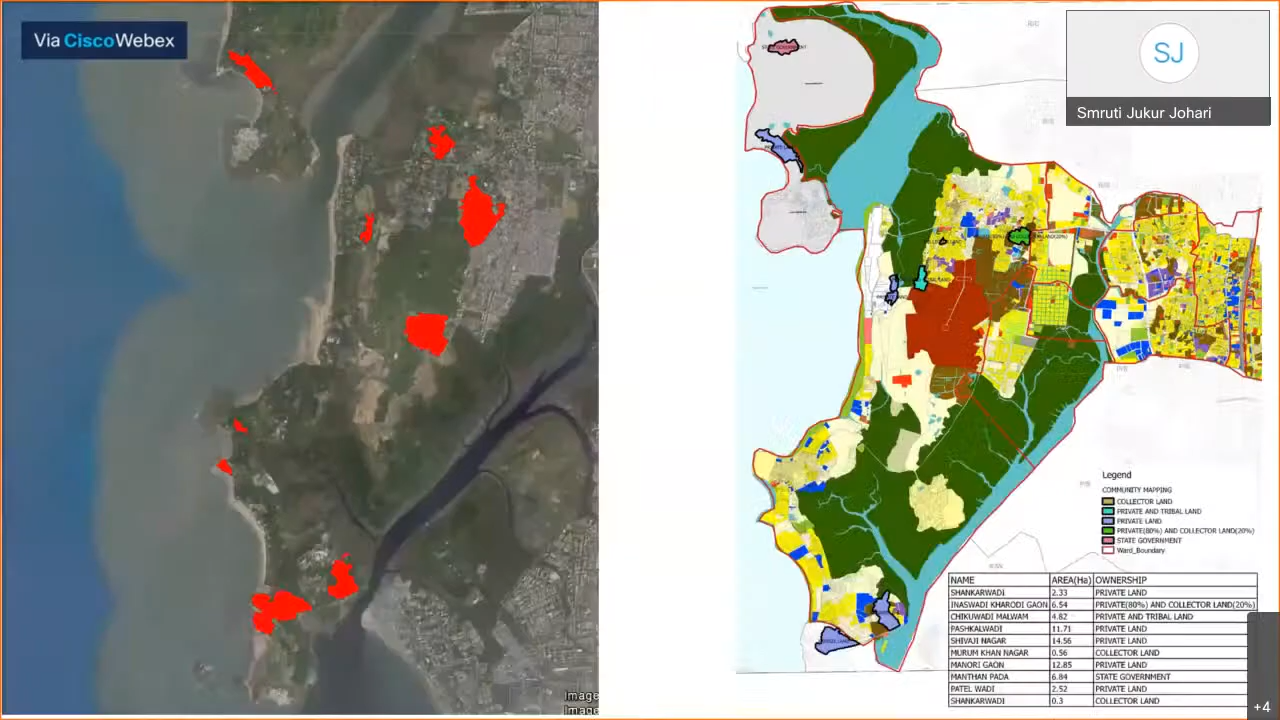 Via CiscoWebex
SJ
Smruti Jukur Johari
Legend
COMMUNITY MAPPING
COLLECTOR LAND
PRIVATE AND TRIBAL LAND
PRIVATE LAND
PRIVATE(80%) AND COLLECTOR LAND(20%)
STATE GOVERNMENT
Ward_Boundary
NAME AREA(Ha) OWNERSHIP
SHANKARWADI 2.33 PRIVATE LAND
INASWADI KHARODI GAON 6.54 PRIVATE(80%) AND COLLECTOR LAND(20%)
CHIKUWADI MALWAM 4.82 PRIVATE AND TRIBAL LAND
PASHKALWADI 11.71 PRIVATE LAND
SHIVAJI NAGAR 14.56 PRIVATE LAND
MURUM KHAN NAGAR 0.56 COLLECTOR LAND
MANORI GAON 12.85 PRIVATE LAND
MANTHAN PADA 6.84 STATE GOVERNMENT
PATEL WADI 2.52 PRIVATE LAND
SHANKARWADI 0.3 COLLECTOR LAND
Image
Image
+4